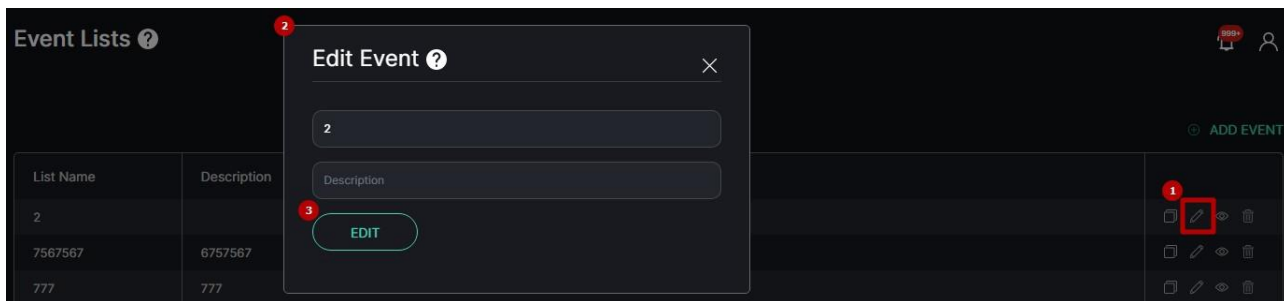 Event Lists ?
999+
2
Edit Event ?
2
ADD EVENT
List Name Description
Description
1
2
3
EDIT
7567567 6757567
777 777